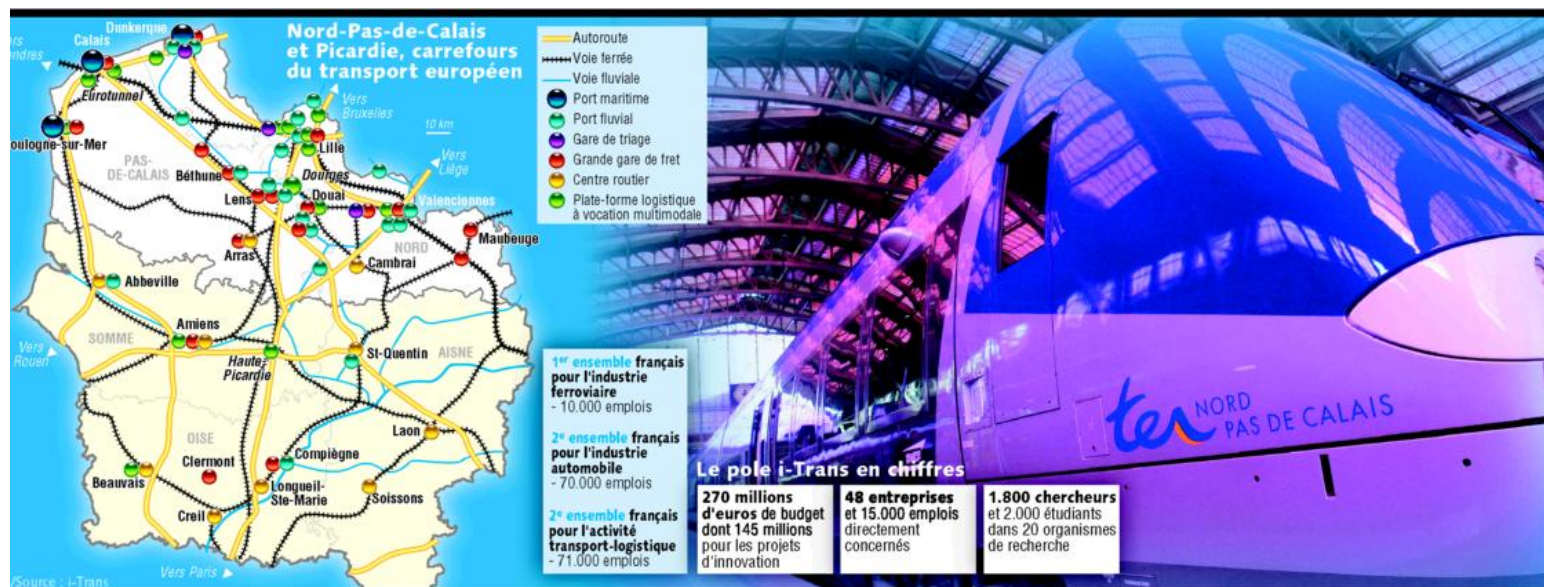 Nord-Pas-de-Calais
et Picardie, carrefours
du transport européen
Autoroute
Voie ferrée
Voie fluviale
Port maritime
Port fluvial
Gare de triage
Grande gare de fret
Centre routier
Plate-forme logistique
à vocation multimodale
Dunkerque
Calais
Eurotunnel
Vers
Bruxelles
10 km
oulogne-sur-Mer
Lille
PAS-
DE-CALAIS
Vers
Liège
Béthune
Dourges
Lens
Douai
Valenciennes
NORD
Maubeuge
Arras
Cambrai
Abbeville
Amiens
SOMME
Vers
Rouen
Haute-
Picardie
St-Quentin
AISNE
OISE
Laon
Clermont
Compiègne
Beauvais
Longueil-
Ste-Marie
Soissons
Creil
Vers Paris
/Source : i-Trans
1er ensemble français
pour l'industrie
ferroviaire
- 10.000 emplois
2e ensemble français
pour l'industrie
automobile
- 70.000 emplois
2e ensemble français
pour l'activité
transport-logistique
- 71.000 emplois
Le pole i-Trans en chiffres
270 millions
d'euros de budget
dont 145 millions
pour les projets
d'innovation
48 entreprises
et 15.000 emplois
directement
concernés
1.800 chercheurs
et 2.000 étudiants
dans 20 organismes
de recherche
ter NORD
PAS DE CALAIS